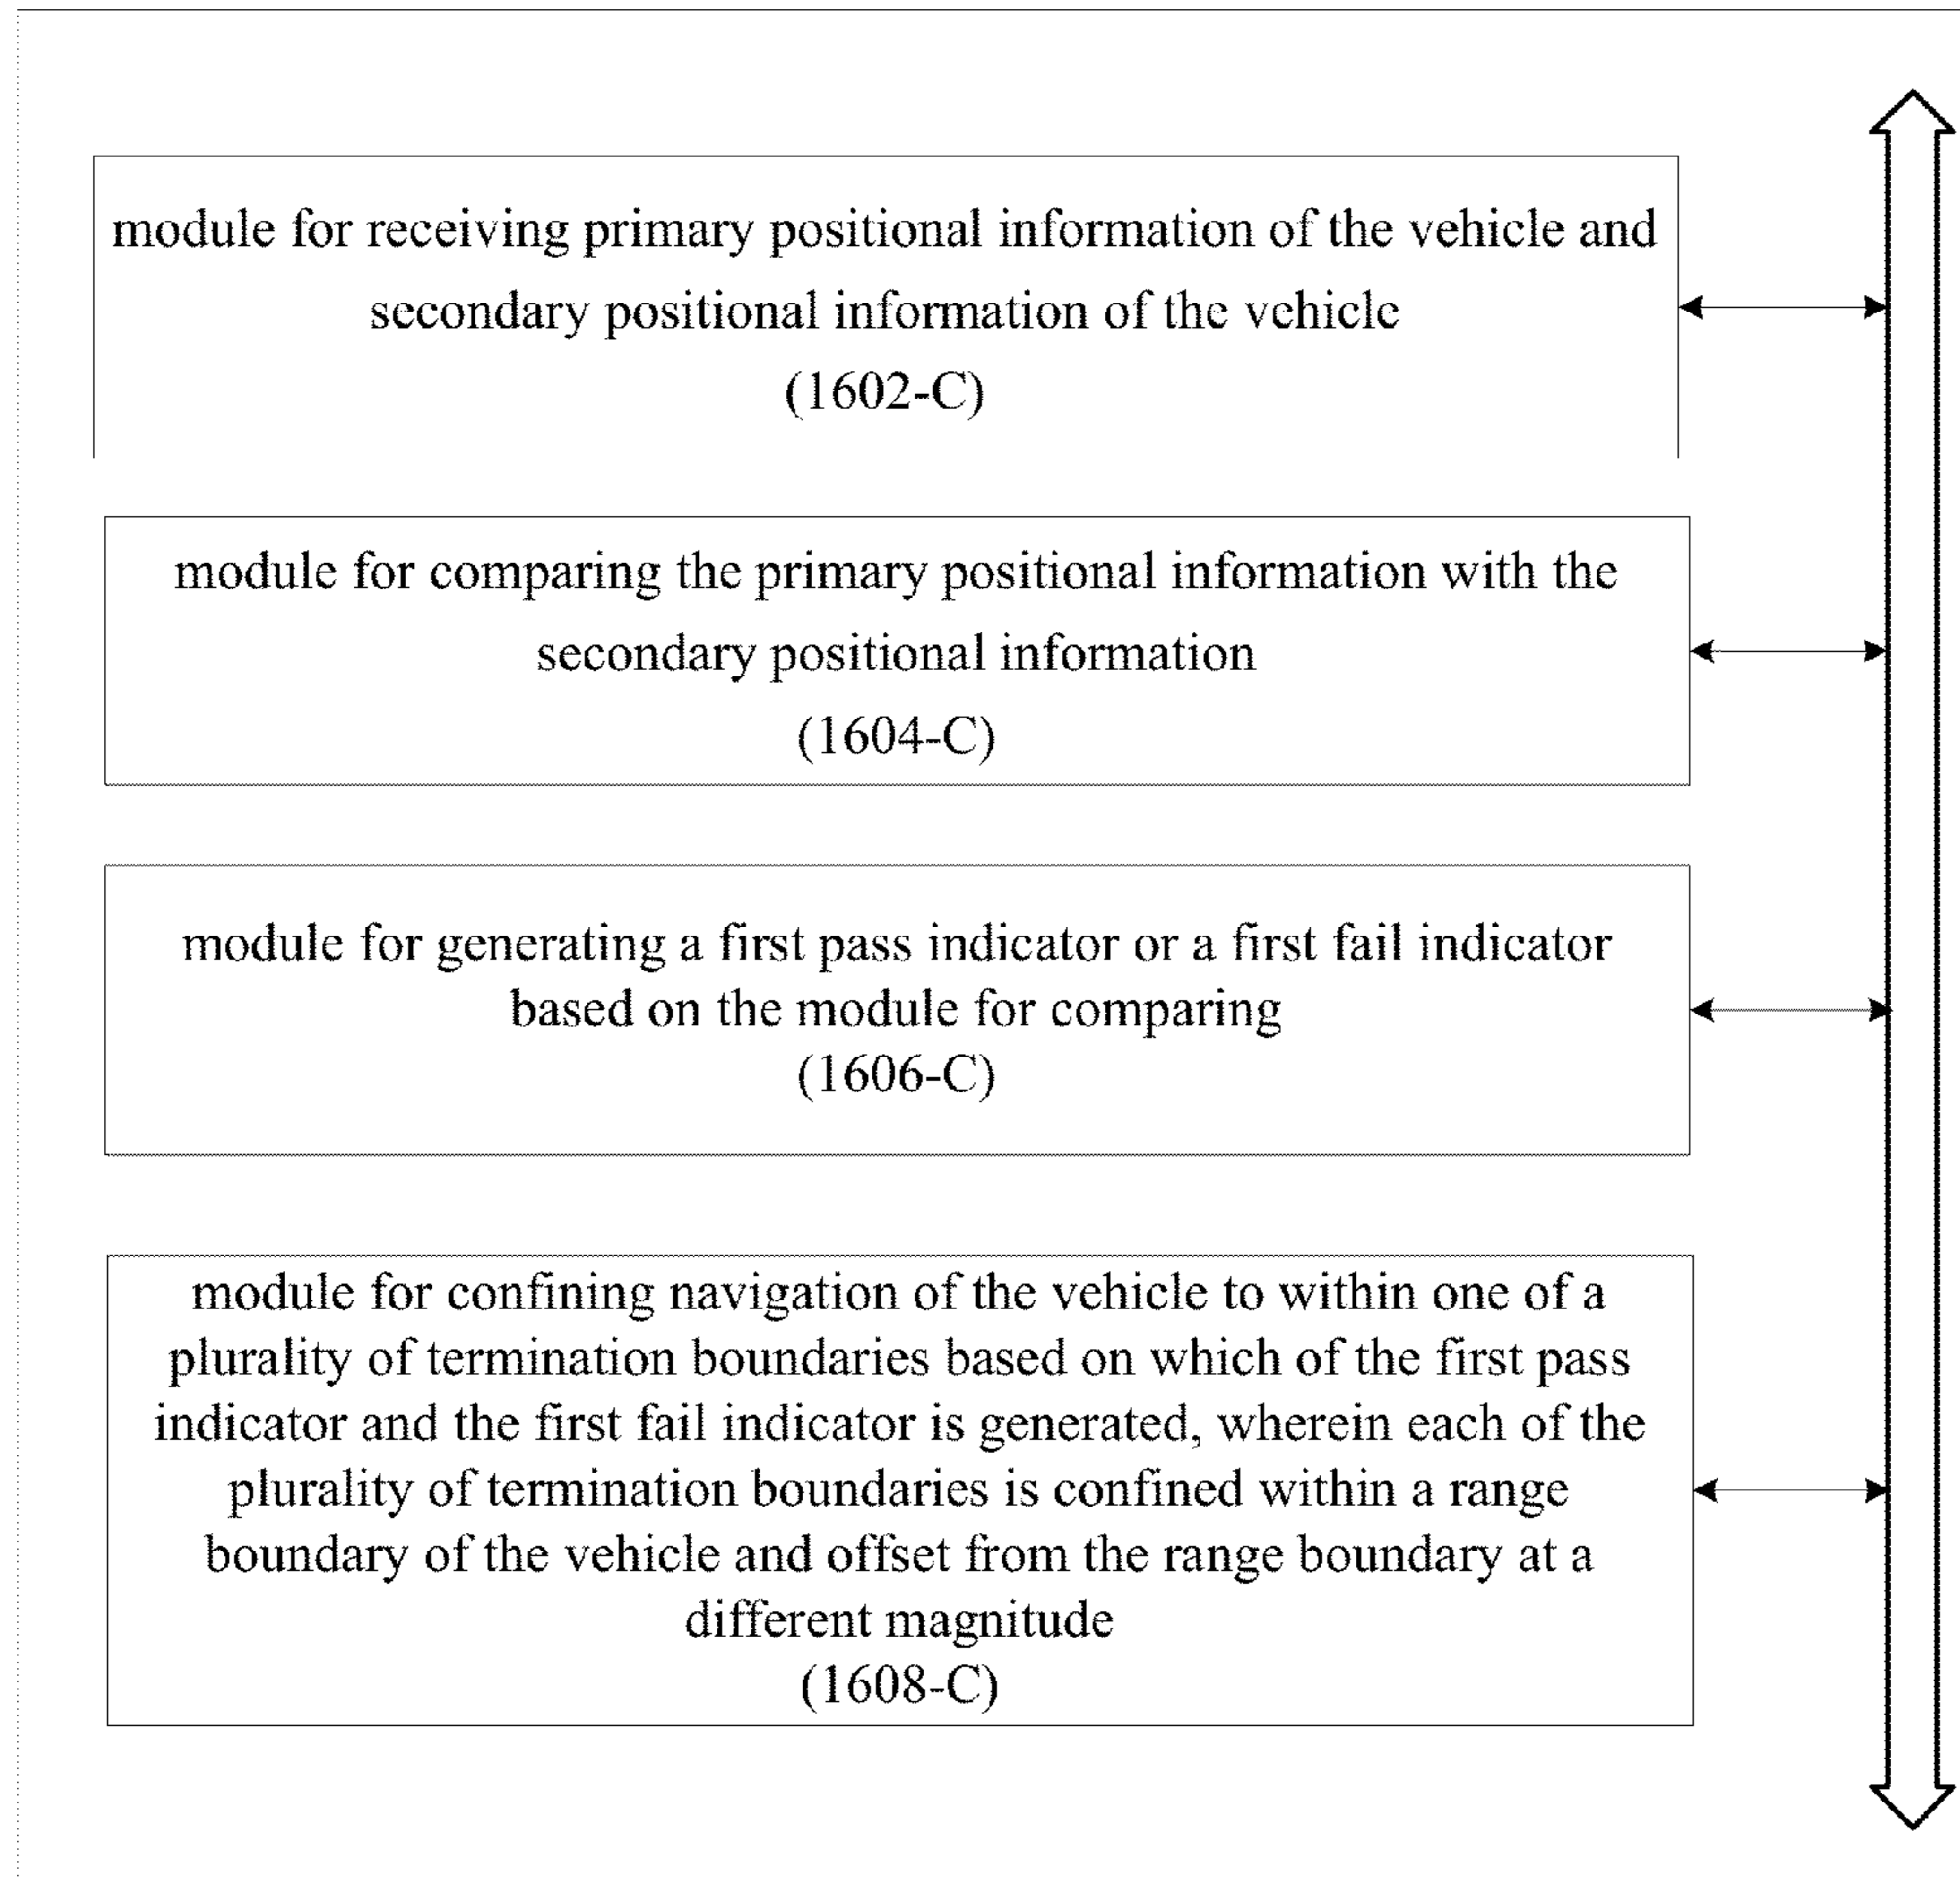 module for receiving primary positional information of the vehicle and
secondary positional information of the vehicle
(1602-C)
module for comparing the primary positional information with the
secondary positional information
(1604-C)
module for generating a first pass indicator or a first fail indicator
based on the module for comparing
(1606-C)
module for confining navigation of the vehicle to within one of a
plurality of termination boundaries based on which of the first pass
indicator and the first fail indicator is generated, wherein each of the
plurality of termination boundaries is confined within a range
boundary of the vehicle and offset from the range boundary at a
different magnitude
(1608-C)